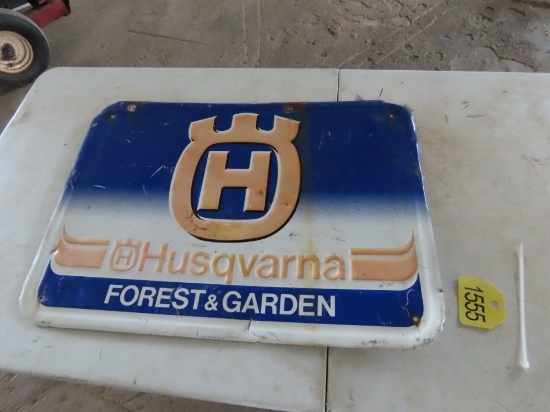 H
Husqvarna
FOREST & GARDEN
1555